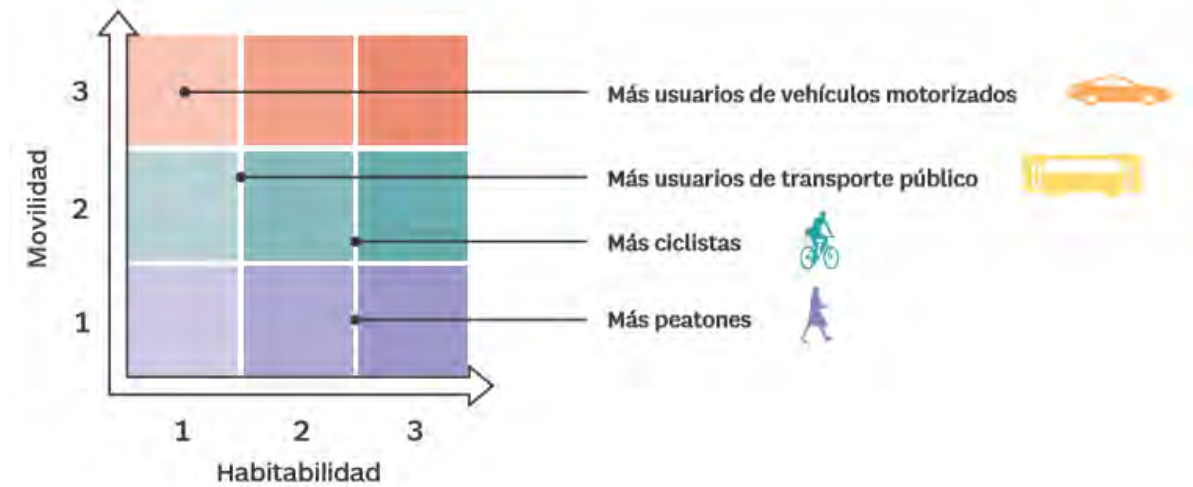 3
Más usuarios de vehículos motorizados
Movilidad
2
Más usuarios de transporte público
Más ciclistas
1
Más peatones
1
2
3
Habitabilidad